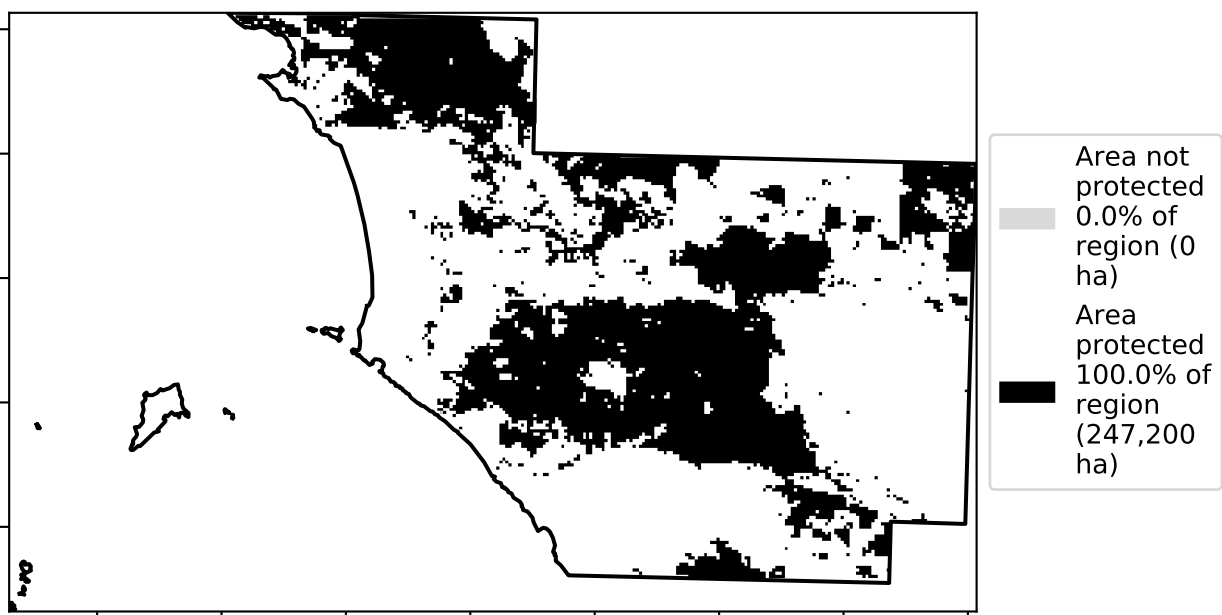 Area not
protected
0.0% of
region (0
ha)
Area
protected
100.0% of
region
(247,200
ha)